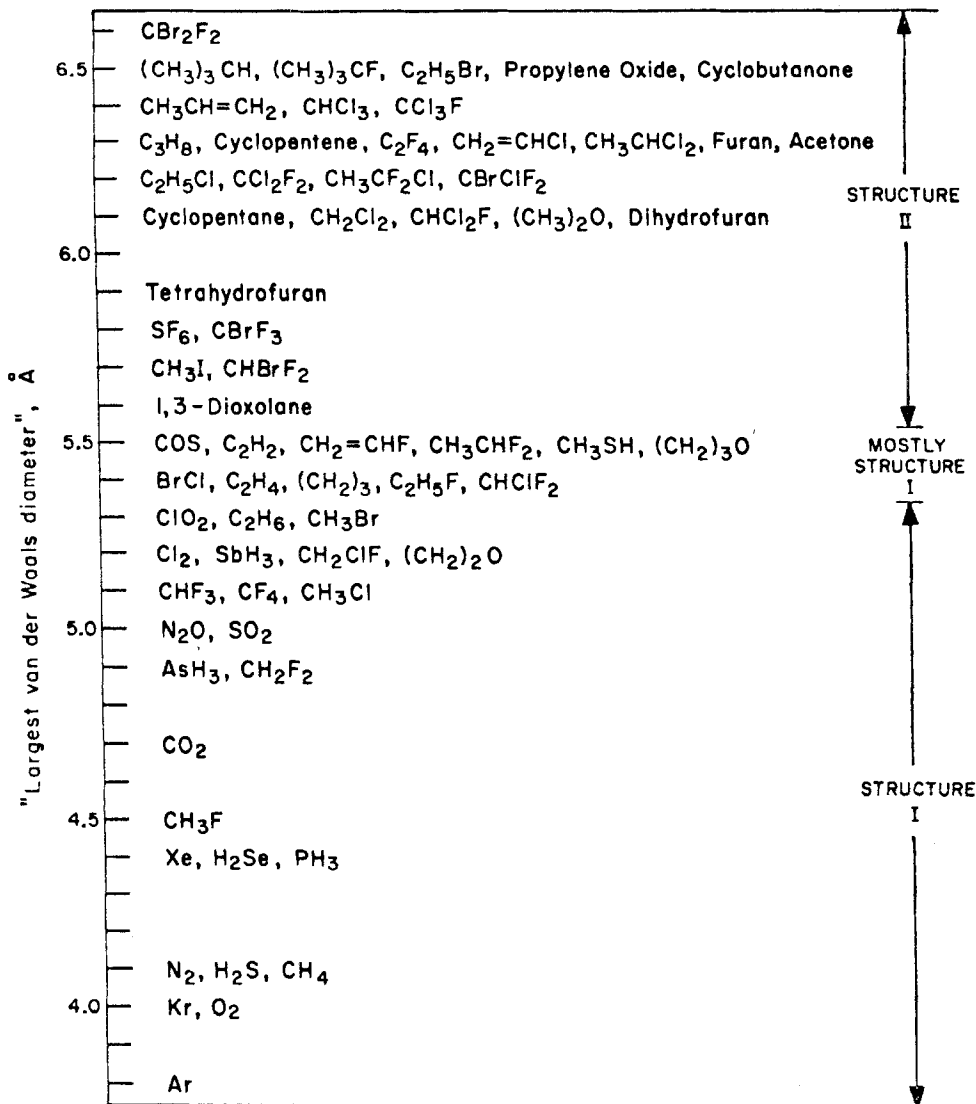 CBr₂F₂
6.5 (CH₃)₃CH, (CH₃)₃CF, C₂H₅Br, Propylene Oxide, Cyclobutanone
CH₃CH=CH₂, CHCl₃, CCl₃F
C₃H₈, Cyclopentene, C₂F₄, CH₂=CHCl, CH₃CHCl₂, Furan, Acetone
C₂H₅Cl, CCl₂F₂, CH₃CF₂Cl, CBrClF₂
Cyclopentane, CH₂Cl₂, CHCl₂F, (CH₃)₂O, Dihydrofuran
6.0
Tetrahydrofuran
SF₆, CBrF₃
CH₃I, CHBrF₂
1,3-Dioxolane
5.5 COS, C₂H₂, CH₂=CHF, CH₃CHF₂, CH₃SH, (CH₂)₃O
BrCl, C₂H₄, (CH₂)₃, C₂H₅F, CHClF₂
ClO₂, C₂H₆, CH₃Br
Cl₂, SbH₃, CH₂ClF, (CH₂)₂O
CHF₃, CF₄, CH₃Cl
5.0 N₂O, SO₂
AsH₃, CH₂F₂
CO₂
4.5 CH₃F
Xe, H₂Se, PH₃
N₂, H₂S, CH₄
4.0 Kr, O₂
Ar
"Largest van der Waals diameter", Å
STRUCTURE
II
MOSTLY
STRUCTURE
I
STRUCTURE
I